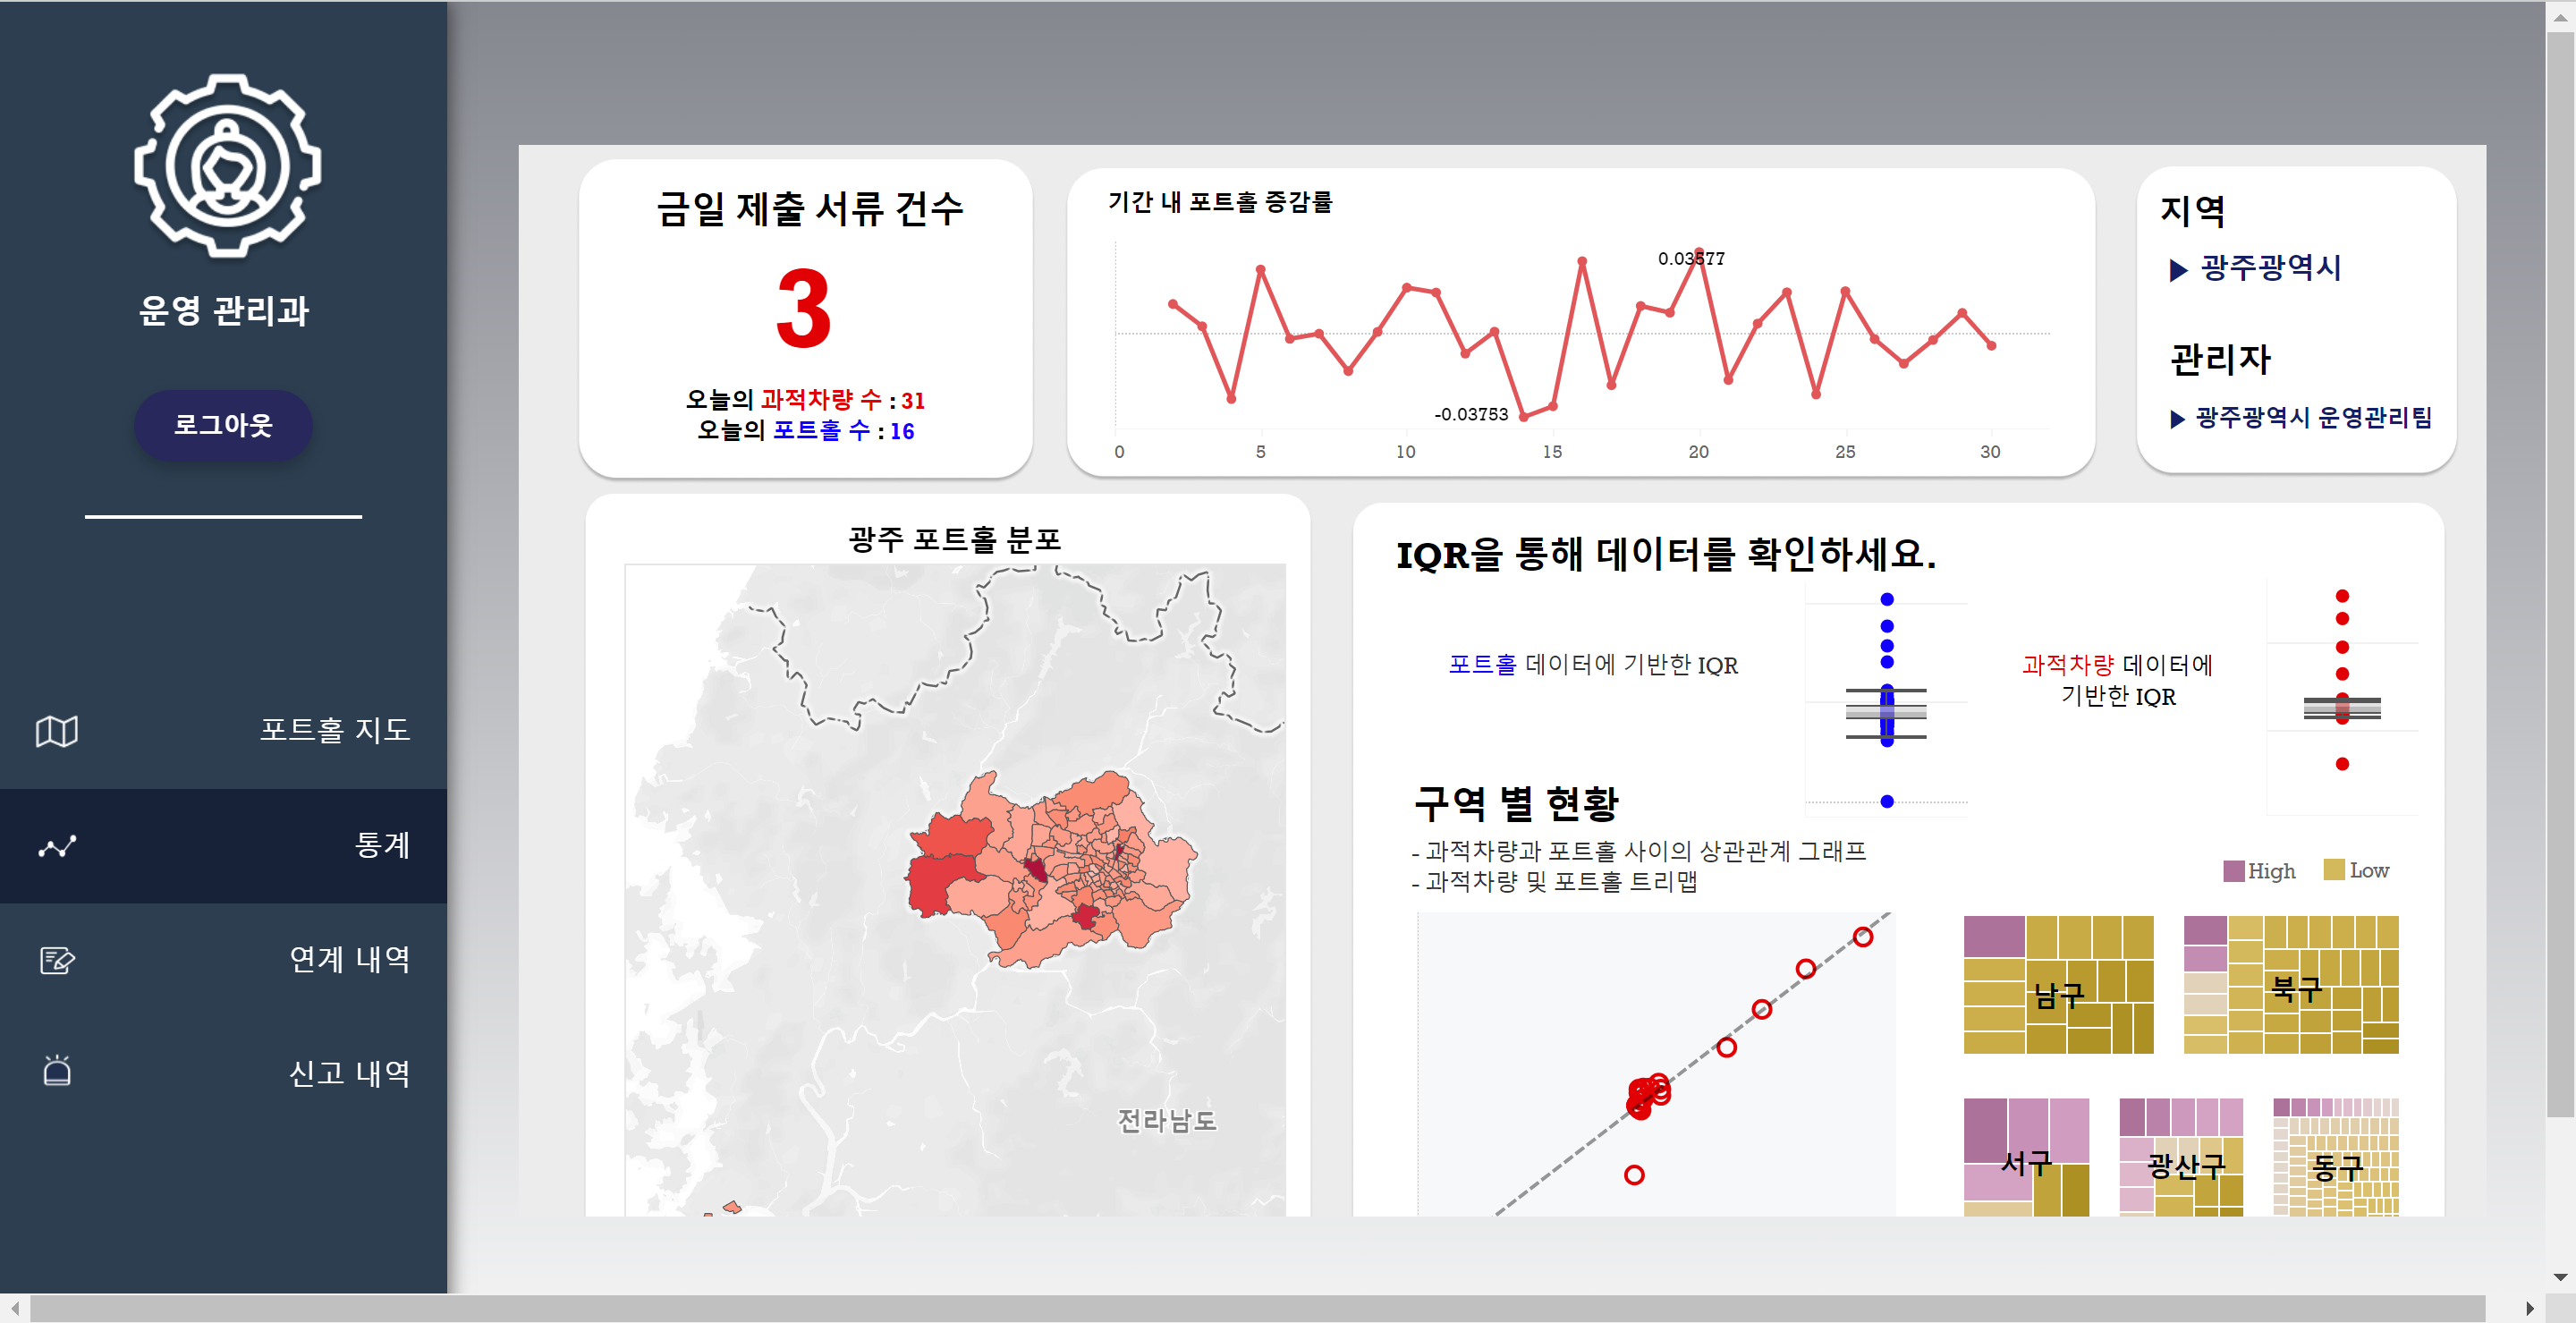 운영 관리과
로그아웃
포트홀 지도
통계
연계 내역
신고 내역
금일 제출 서류 건수
3
오늘의 과적차량 수 : 31
오늘의 포트홀 수 : 16
기간 내 포트홀 증감률
0.03577
-0.03753
0 5 10 15 20 25 30
지역
▶ 광주광역시
관리자
▶ 광주광역시 운영관리팀
광주 포트홀 분포
전라남도
IQR을 통해 데이터를 확인하세요.
포트홀 데이터에 기반한 IQR
과적차량 데이터에
기반한 IQR
구역 별 현황
- 과적차량과 포트홀 사이의 상관관계 그래프
- 과적차량 및 포트홀 트리맵
High Low
남구
북구
서구
광산구
동구